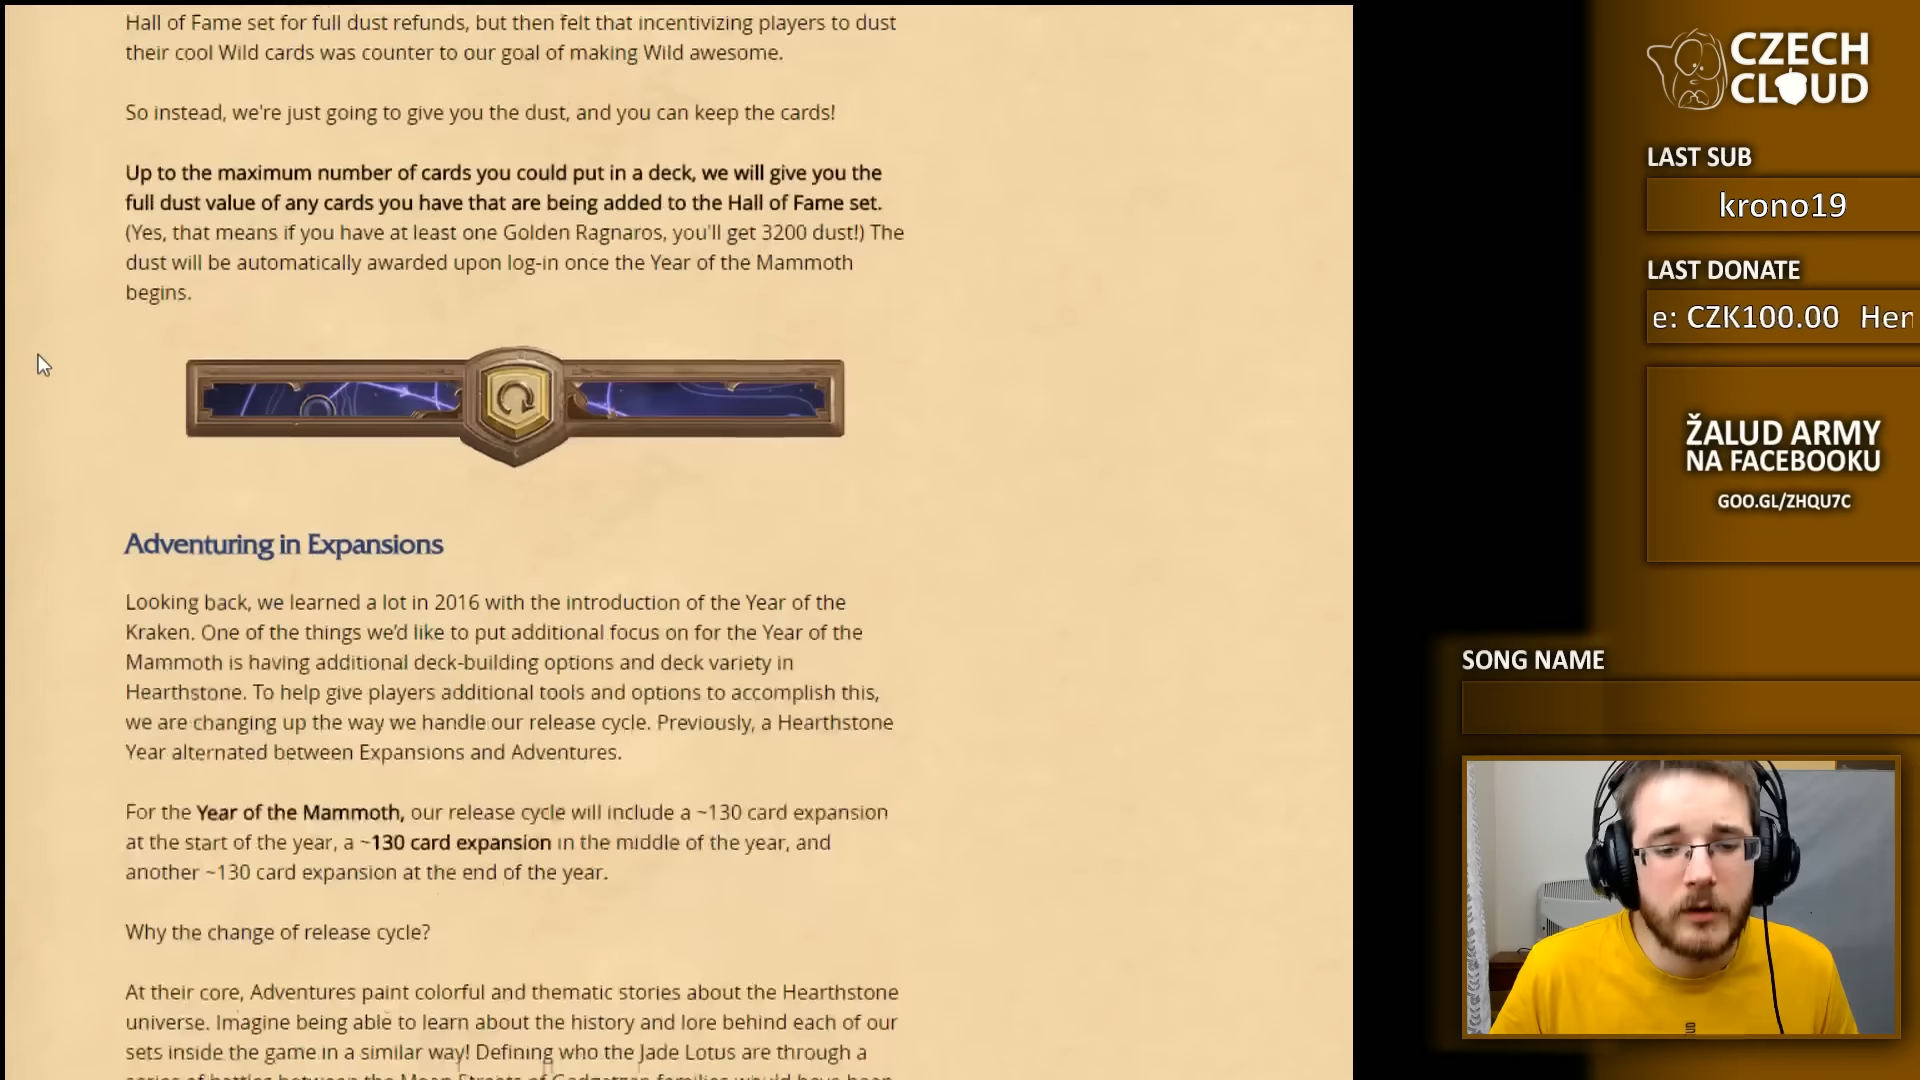 Hall of Fame set for full dust refunds, but then felt that incentivizing players to dust
their cool Wild cards was counter to our goal of making Wild awesome.
So instead, we're just going to give you the dust, and you can keep the cards!
Up to the maximum number of cards you could put in a deck, we will give you the
full dust value of any cards you have that are being added to the Hall of Fame set.
(Yes, that means if you have at least one Golden Ragnaros, you'll get 3200 dust!) The
dust will be automatically awarded upon log-in once the Year of the Mammoth
begins.
Adventuring in Expansions
Looking back, we learned a lot in 2016 with the introduction of the Year of the
Kraken. One of the things we'd like to put additional focus on for the Year of the
Mammoth is having additional deck-building options and deck variety in
Hearthstone. To help give players additional tools and options to accomplish this,
we are changing up the way we handle our release cycle. Previously, a Hearthstone
Year alternated between Expansions and Adventures.
For the Year of the Mammoth, our release cycle will include a ~130 card expansion
at the start of the year, a ~130 card expansion in the middle of the year, and
another ~130 card expansion at the end of the year.
Why the change of release cycle?
At their core, Adventures paint colorful and thematic stories about the Hearthstone
universe. Imagine being able to learn about the history and lore behind each of our
sets inside the game in a similar way! Defining who the Jade Lotus are through a
CZECH
CLOUD
LAST SUB
krono19
LAST DONATE
e: CZK100.00 Hen
ŽALUD ARMY
NA FACEBOOKU
GOO.GL/ZHQU7C
SONG NAME